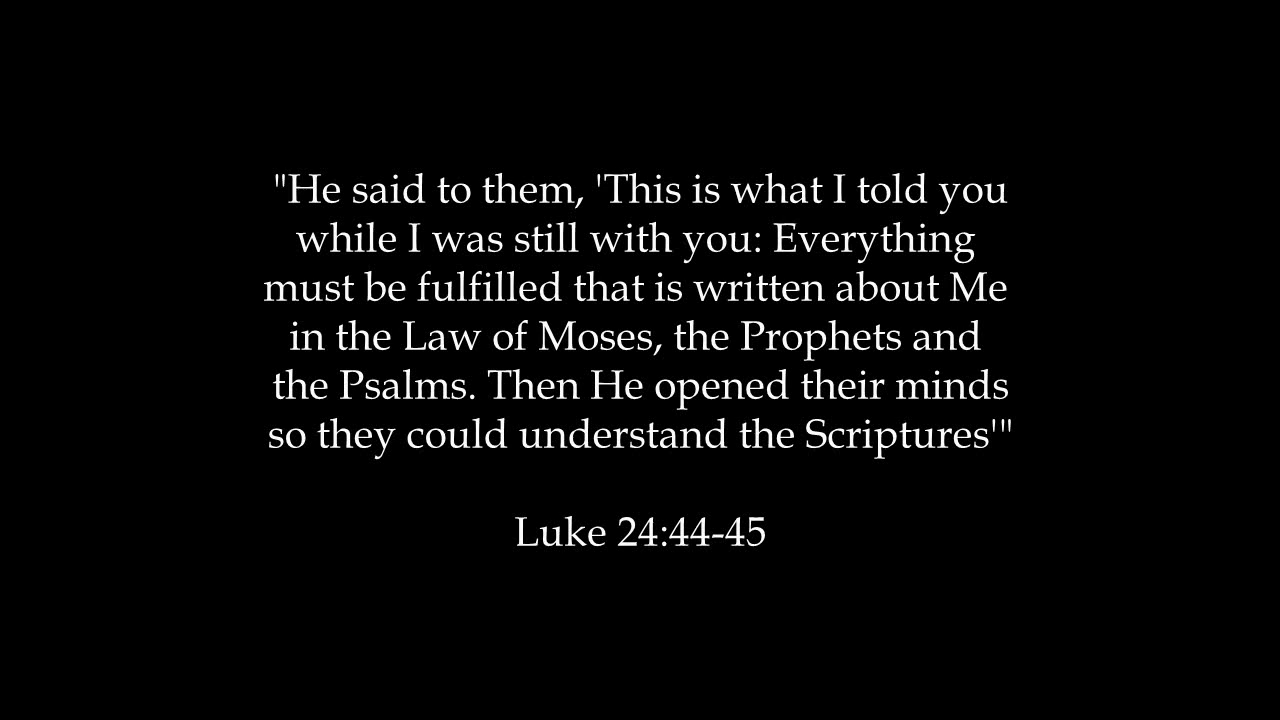 "He said to them, 'This is what I told you
while I was still with you: Everything
must be fulfilled that is written about Me
in the Law of Moses, the Prophets and
the Psalms. Then He opened their minds
so they could understand the Scriptures'"
Luke 24:44-45